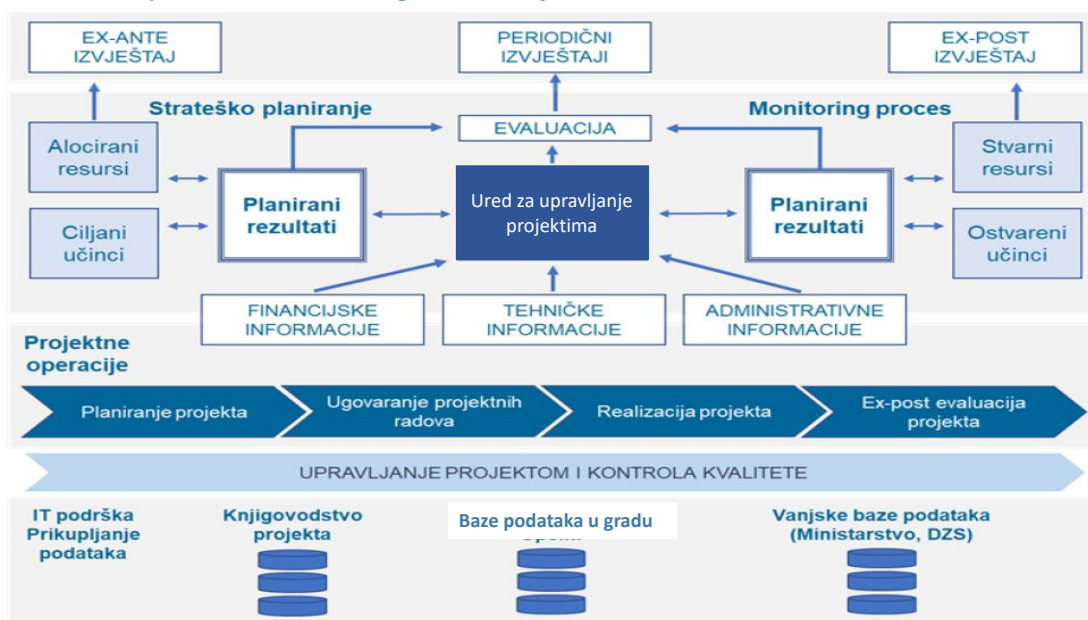 EX-ANTE
IZVJEŠTAJ
PERIODIČNI
IZVJEŠTAJI
EX-POST
IZVJEŠTAJ
Strateško planiranje
Monitoring proces
EVALUACIJA
Alocirani
resursi
Stvarni
resursi
Planirani
rezultati
Ured za upravljanje
projektima
Planirani
rezultati
Ciljani
učinci
Ostvareni
učinci
FINANCIJSKE
INFORMACIJE
TEHNIČKE
INFORMACIJE
ADMINISTRATIVNE
INFORMACIJE
Projektne
operacije
Planiranje projekta
Ugovaranje projektnih
radova
Realizacija projekta
Ex-post evaluacija
projekta
UPRAVLJANJE PROJEKTOM I KONTROLA KVALITETE
IT podrška
Prikupljanje
podataka
Knjigovodstvo
projekta
Baze podataka u gradu
Vanjske baze podataka
(Ministarstvo, DZS)